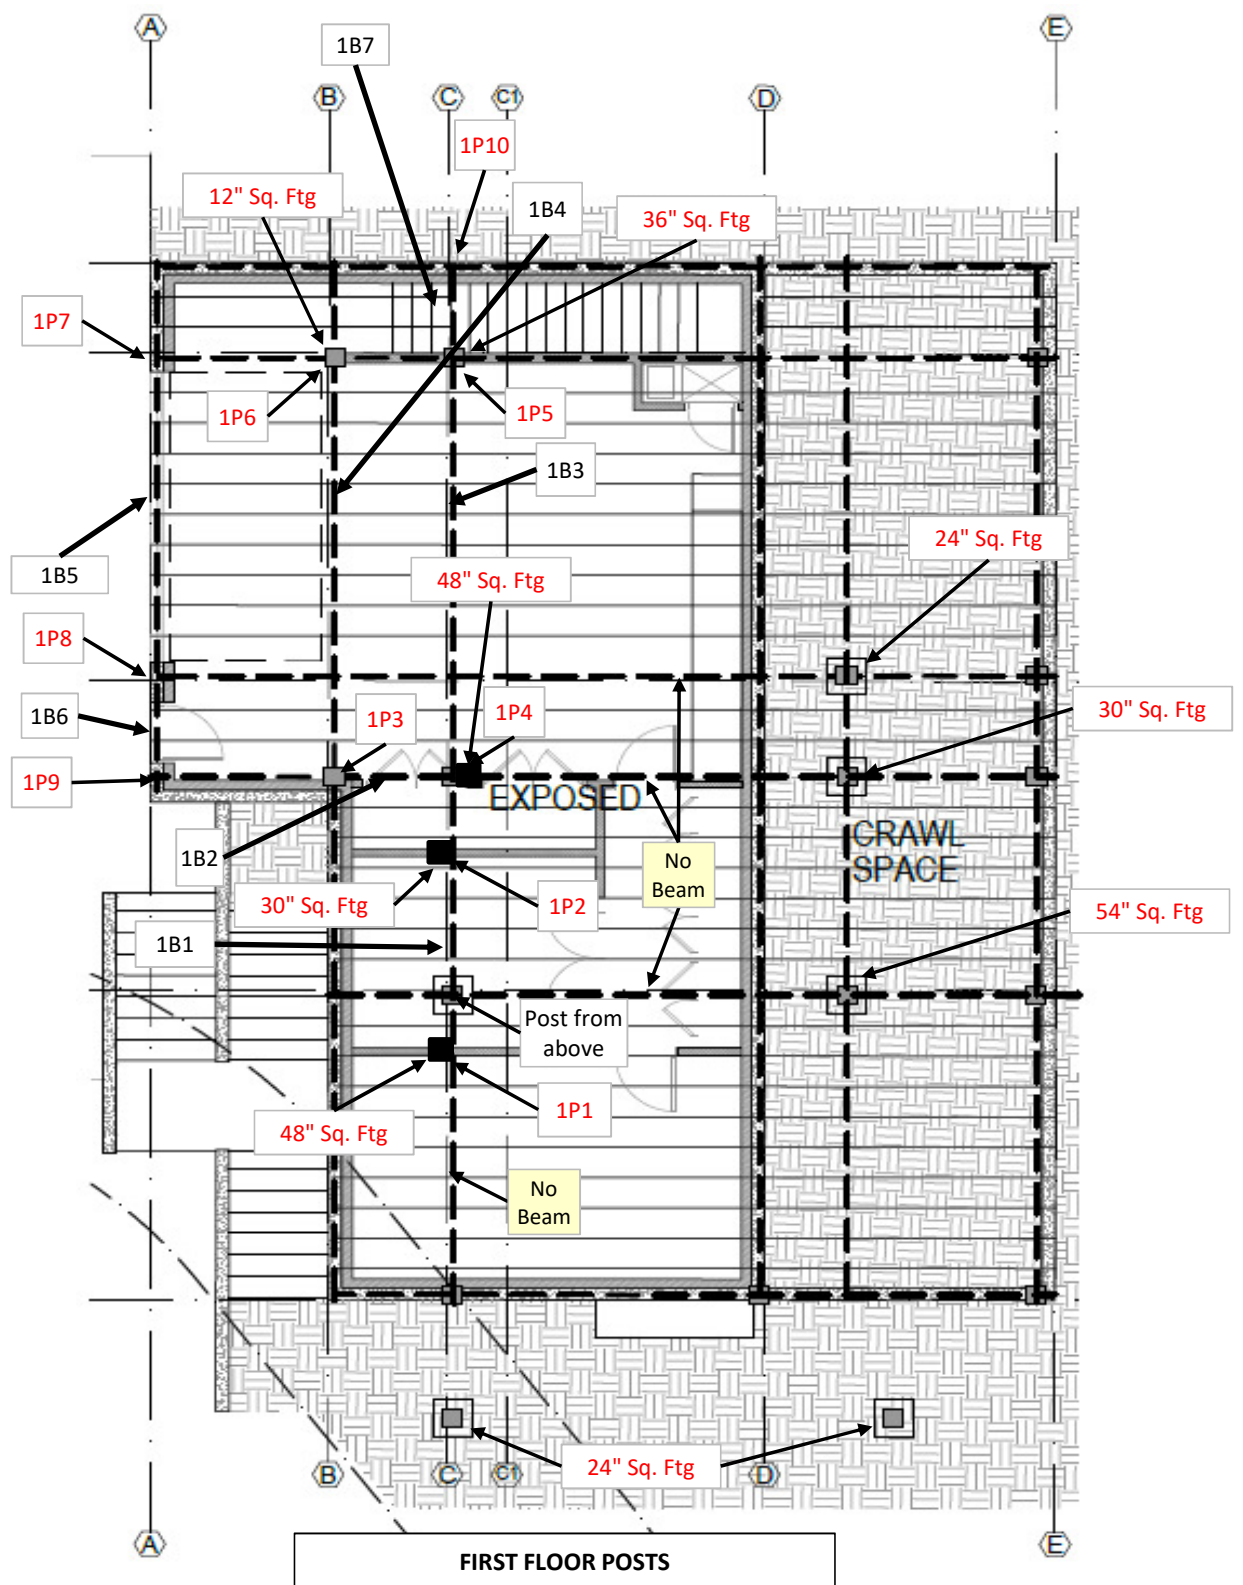 A
E
1B7
B
C
C1
D
1P10
12" Sq. Ftg
1B4
36" Sq. Ftg
1P7
1P6
1P5
1B3
24" Sq. Ftg
48" Sq. Ftg
1B5
1P8
1B6
1P3
1P4
30" Sq. Ftg
1P9
EXPOSED
1B2
No
Beam
CRAWL
SPACE
30" Sq. Ftg
1P2
54" Sq. Ftg
1B1
Post from
above
48" Sq. Ftg
1P1
No
Beam
24" Sq. Ftg
B
C
C1
D
A
E
FIRST FLOOR POSTS